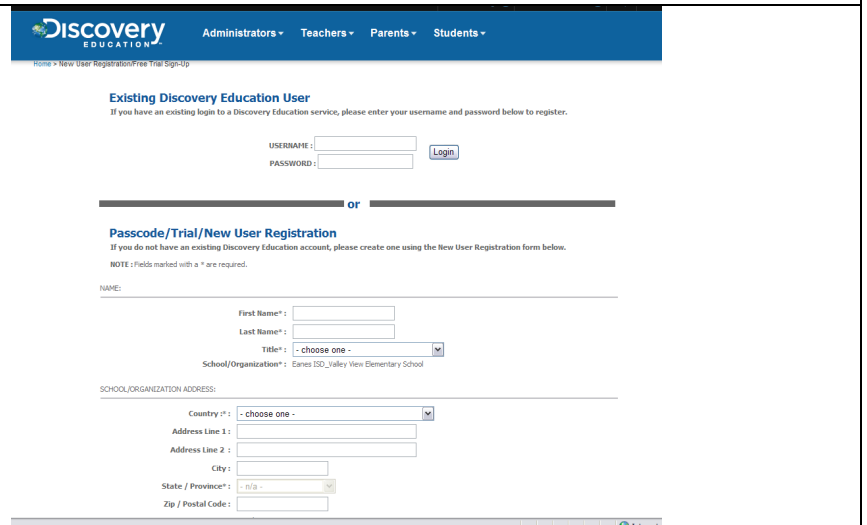 Discovery
EDUCATION
Administrators Teachers Parents Students
Home > New User Registration/Free Trial Sign-Up
Existing Discovery Education User
If you have an existing login to a Discovery Education service, please enter your username and password below to register.
USERNAME :
Login
PASSWORD :
or
Passcode/Trial/New User Registration
If you do not have an existing Discovery Education account, please create one using the New User Registration form below.
NOTE : Fields marked with a * are required.
NAME:
First Name* :
Last Name* :
Title* : - choose one -
School/Organization* : Eanes ISD_Valley View Elementary School
SCHOOL/ORGANIZATION ADDRESS:
Country :* : - choose one -
Address Line 1 :
Address Line 2 :
City :
State / Province* : - n/a -
Zip / Postal Code :